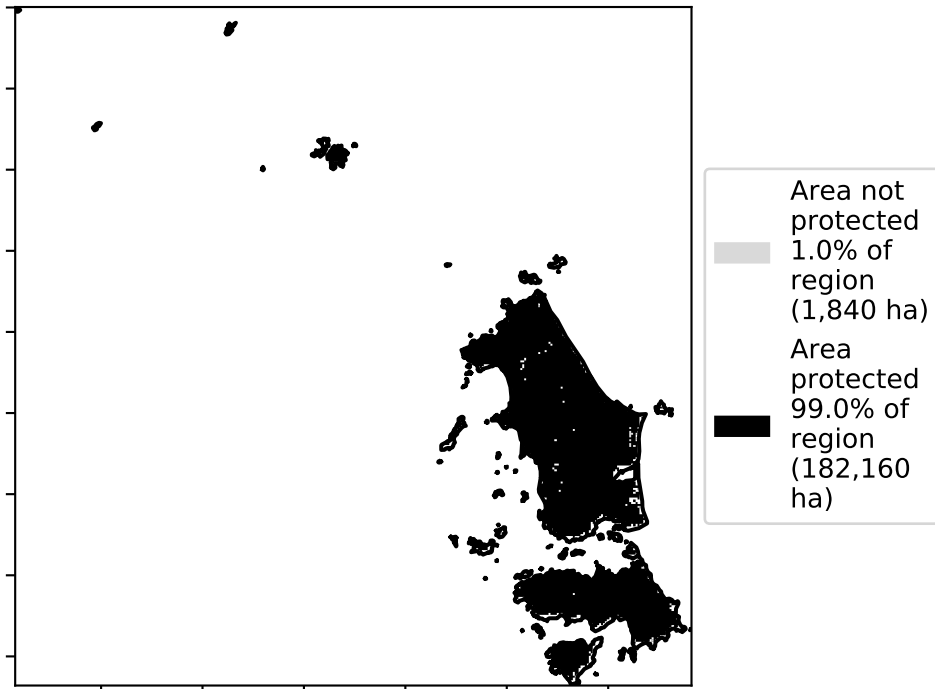 Area not
protected
1.0% of
region
(1,840 ha)
Area
protected
99.0% of
region
(182,160
ha)